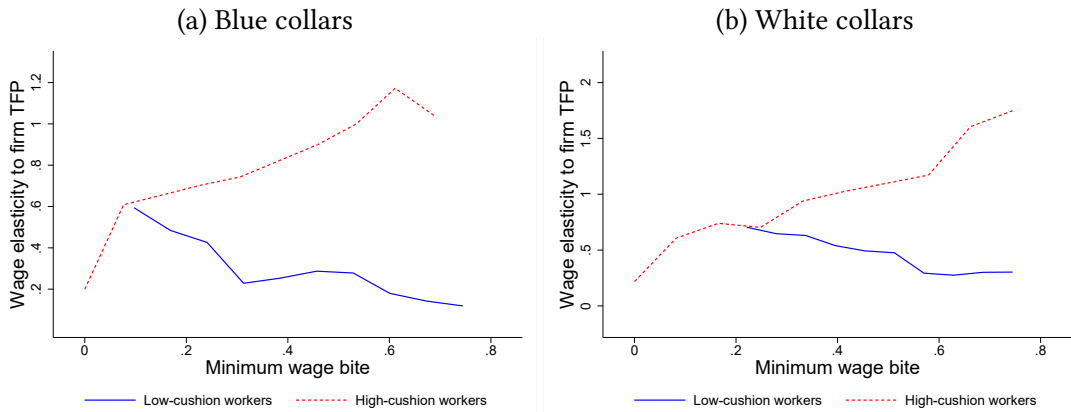 (a) Blue collars
Wage elasticity to firm TFP
1.2
1
.8
.6
.4
.2
0 .2 .4 .6 .8
Minimum wage bite
Low-cushion workers High-cushion workers
(b) White collars
Wage elasticity to firm TFP
2
1.5
1
.5
0
0 .2 .4 .6 .8
Minimum wage bite
Low-cushion workers High-cushion workers